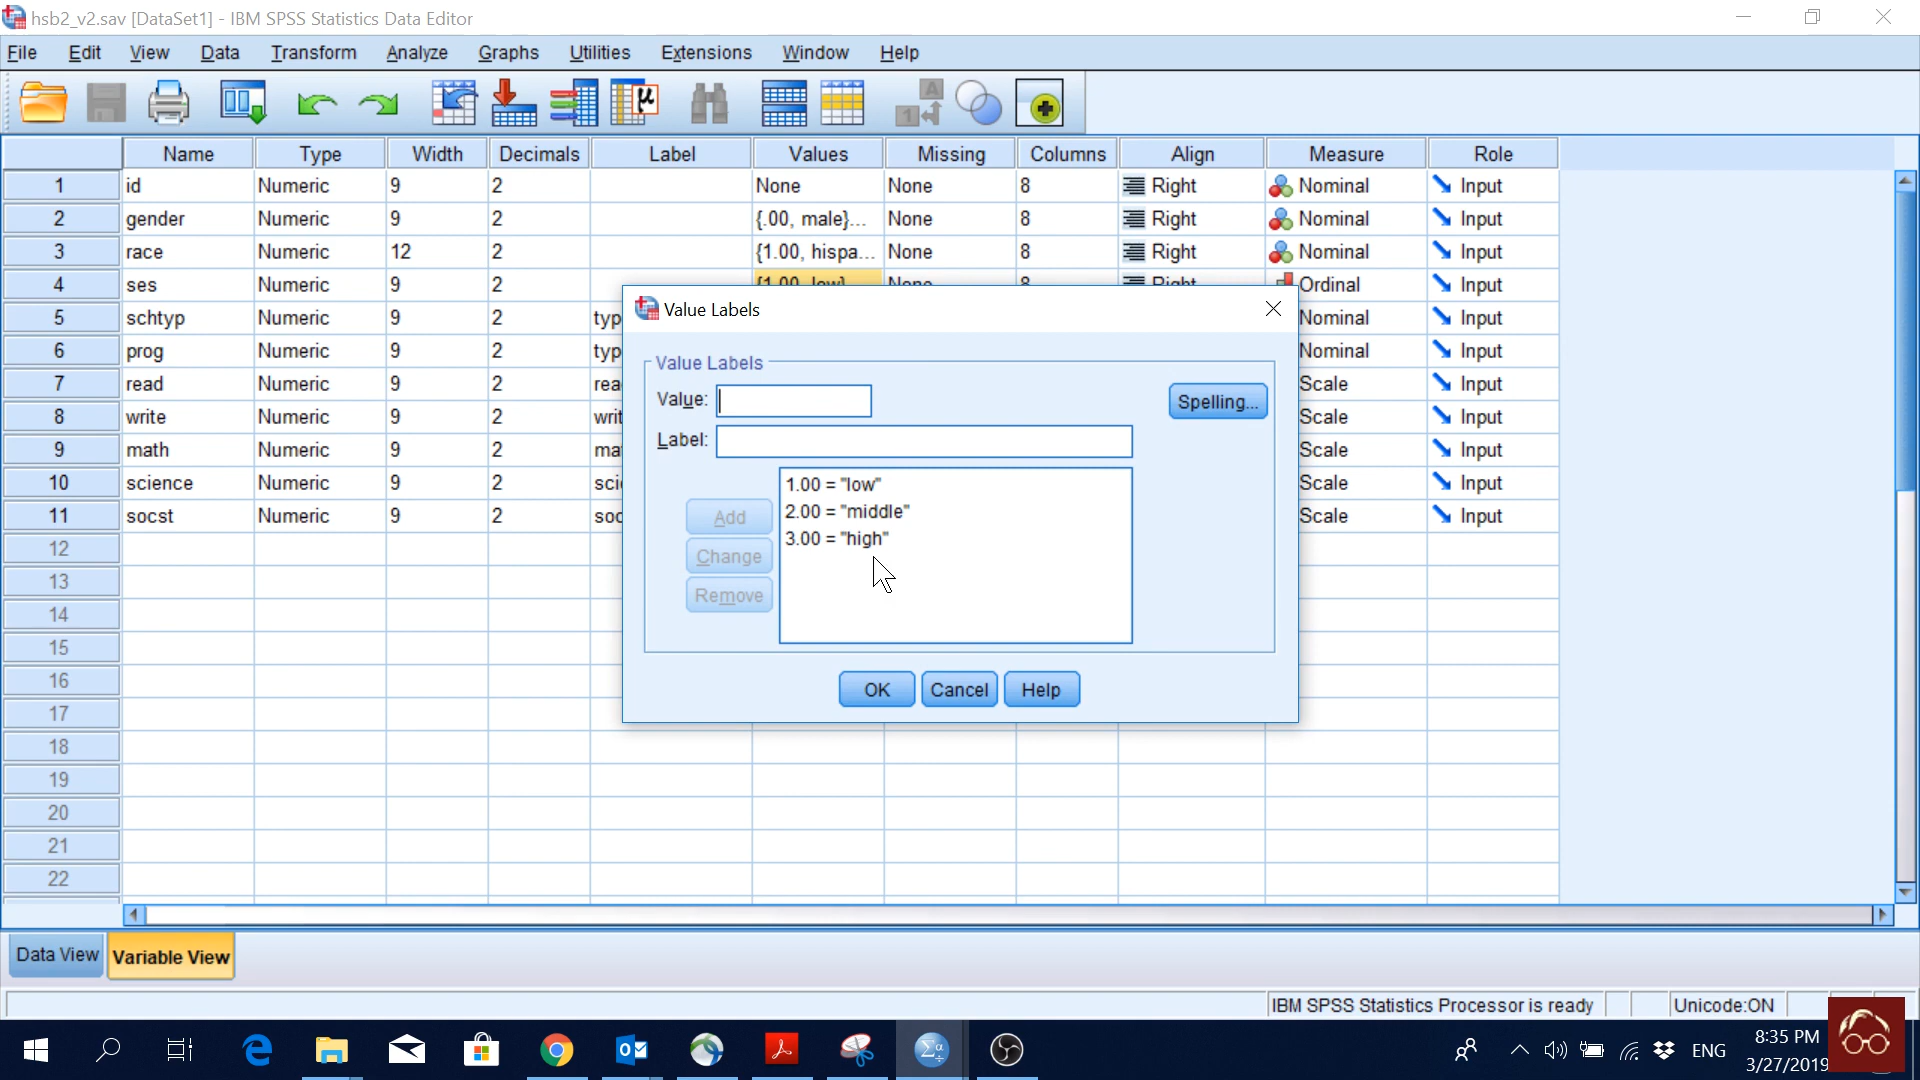 hsb2_v2.sav [DataSet1] - IBM SPSS Statistics Data Editor
File Edit View Data Transform Analyze Graphs Utilities Extensions Window Help
Name Type Width Decimals Label Values Missing Columns Align Measure Role
1 id Numeric 9 2 None None 8 Right Nominal Input
2 gender Numeric 9 2 {.00, male}... None 8 Right Nominal Input
3 race Numeric 12 2 {1.00, hispa... None 8 Right Nominal Input
4 ses Numeric 9 2 {1.00, low}... None 8 Right Ordinal Input
5 schtyp Numeric 9 2 typ Nominal Input
6 prog Numeric 9 2 typ Nominal Input
7 read Numeric 9 2 rea Scale Input
8 write Numeric 9 2 writ Scale Input
9 math Numeric 9 2 ma Scale Input
10 science Numeric 9 2 sci Scale Input
11 socst Numeric 9 2 soc Scale Input
12
13
14
15
16
17
18
19
20
21
22
Value Labels
Value Labels
Value: Spelling...
Label:
1.00 = "low"
Add 2.00 = "middle"
3.00 = "high"
Change
Remove
OK Cancel Help
Data View Variable View
IBM SPSS Statistics Processor is ready Unicode:ON
ENG
8:35 PM
3/27/2019